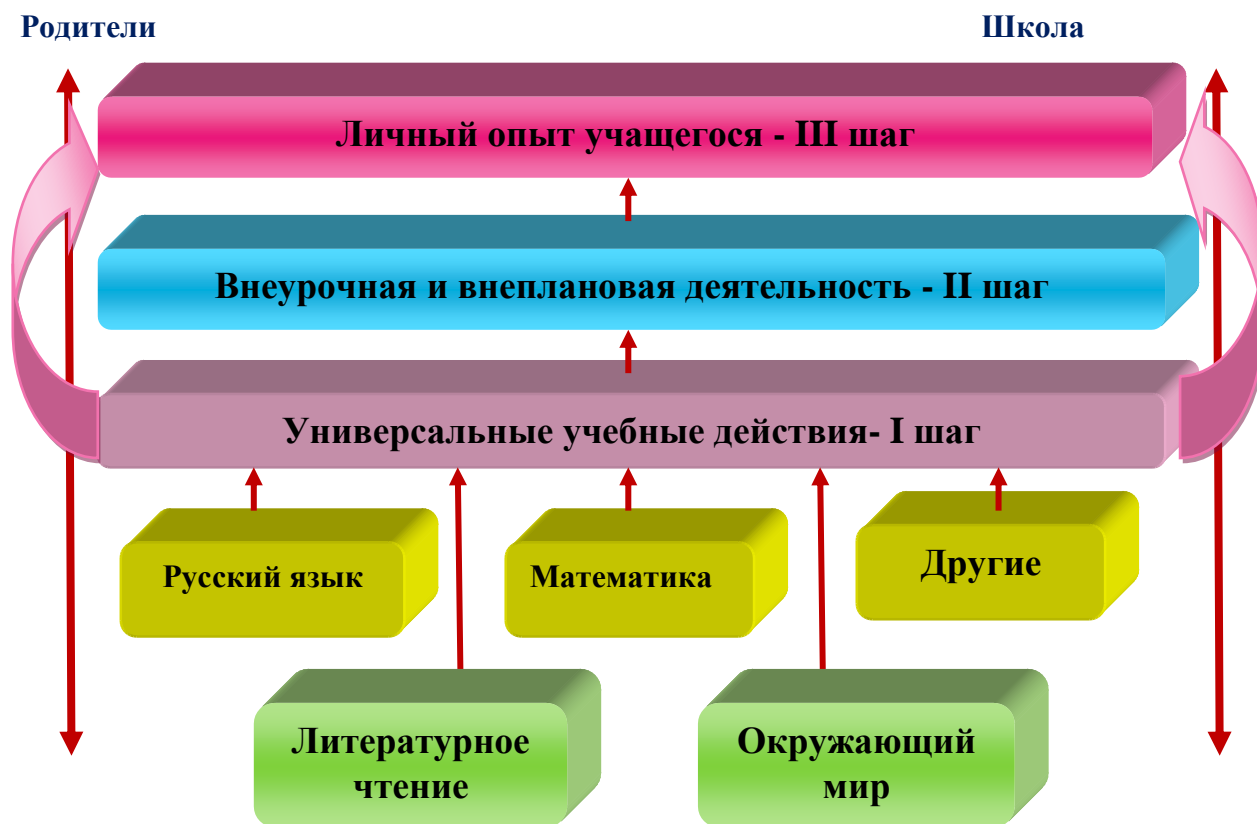 Родители
Школа
Личный опыт учащегося - III шаг
Внеурочная и внеплановая деятельность - II шаг
Универсальные учебные действия- I шаг
Русский язык
Математика
Другие
Литературное
чтение
Окружающий
мир